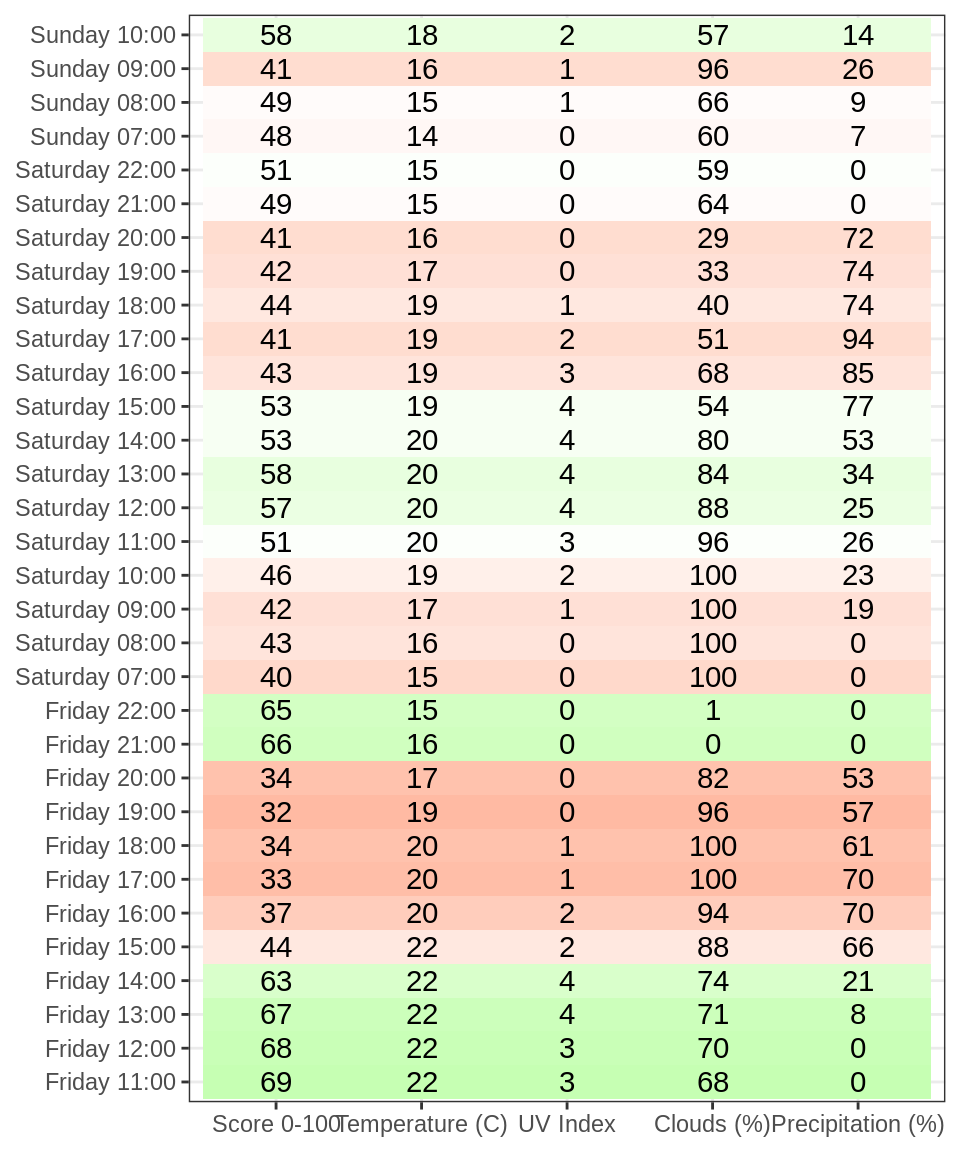 Sunday 10:00 58 18 2 57 14
Sunday 09:00 41 16 1 96 26
Sunday 08:00 49 15 1 66 9
Sunday 07:00 48 14 0 60 7
Saturday 22:00 51 15 0 59 0
Saturday 21:00 49 15 0 64 0
Saturday 20:00 41 16 0 29 72
Saturday 19:00 42 17 0 33 74
Saturday 18:00 44 19 1 40 74
Saturday 17:00 41 19 2 51 94
Saturday 16:00 43 19 3 68 85
Saturday 15:00 53 19 4 54 77
Saturday 14:00 53 20 4 80 53
Saturday 13:00 58 20 4 84 34
Saturday 12:00 57 20 4 88 25
Saturday 11:00 51 20 3 96 26
Saturday 10:00 46 19 2 100 23
Saturday 09:00 42 17 1 100 19
Saturday 08:00 43 16 0 100 0
Saturday 07:00 40 15 0 100 0
Friday 22:00 65 15 0 1 0
Friday 21:00 66 16 0 0 0
Friday 20:00 34 17 0 82 53
Friday 19:00 32 19 0 96 57
Friday 18:00 34 20 1 100 61
Friday 17:00 33 20 1 100 70
Friday 16:00 37 20 2 94 70
Friday 15:00 44 22 2 88 66
Friday 14:00 63 22 4 74 21
Friday 13:00 67 22 4 71 8
Friday 12:00 68 22 3 70 0
Friday 11:00 69 22 3 68 0
Score 0-100 Temperature (C) UV Index Clouds (%) Precipitation (%)